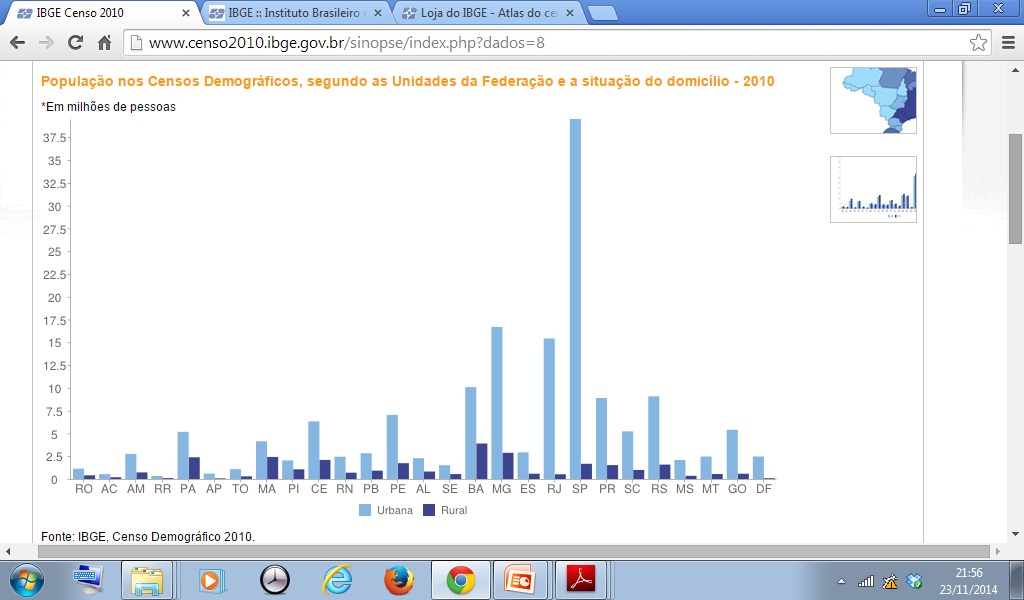 IBGE Censo 2010
IBGE :: Instituto Brasileiro
Loja do IBGE - Atlas do ce
www.censo2010.ibge.gov.br/sinopse/index.php?dados=8
População nos Censos Demográficos, segundo as Unidades da Federação e a situação do domicílio - 2010
*Em milhões de pessoas
37.5
35
32.5
30
27.5
25
22.5
20
17.5
15
12.5
10
7.5
5
2.5
0
RO AC AM RR PA AP TO MA PI CE RN PB PE AL SE BA MG ES RJ SP PR SC RS MS MT GO DF
Urbana Rural
Fonte: IBGE, Censo Demográfico 2010.
21:56
23/11/2014